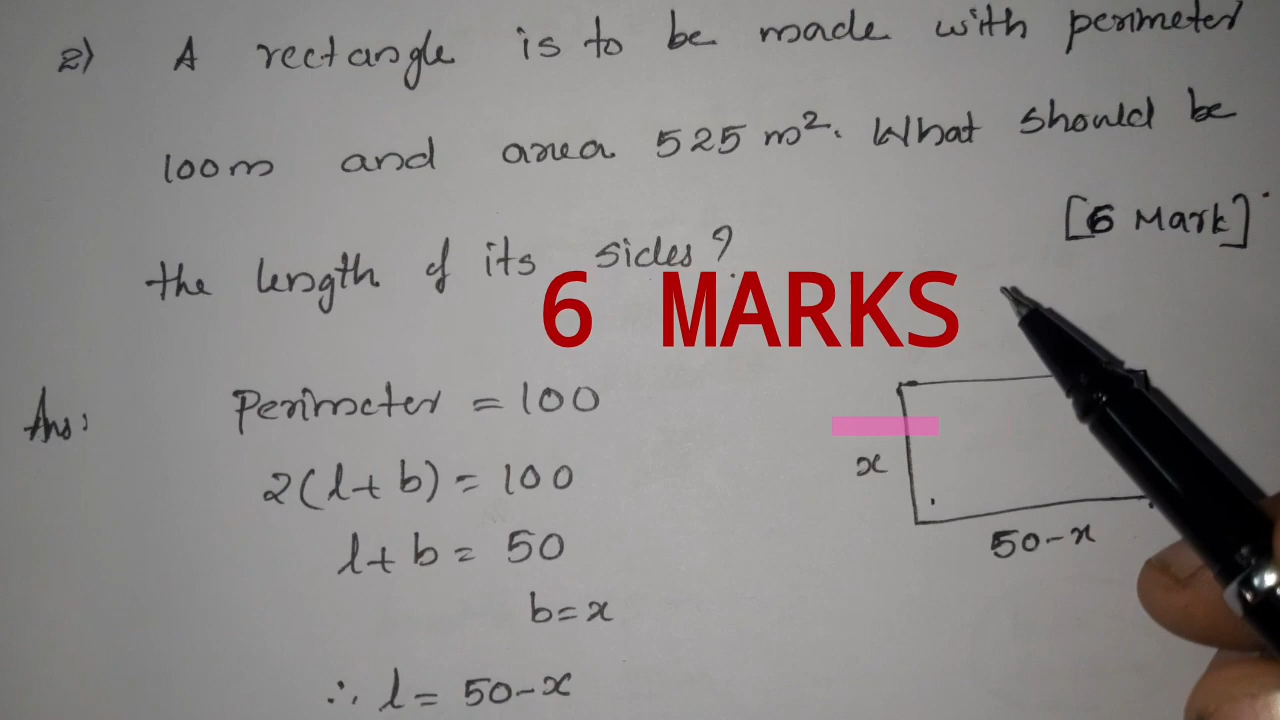 2) A rectangle is to be made with perimeter
100m and area 525 m². What should be
the length of its sides?
[6 Mark]
6 MARKS
Ans: Perimeter = 100
2(l+b) = 100
l+b = 50
b=x
∴ l = 50-x
x
50-x